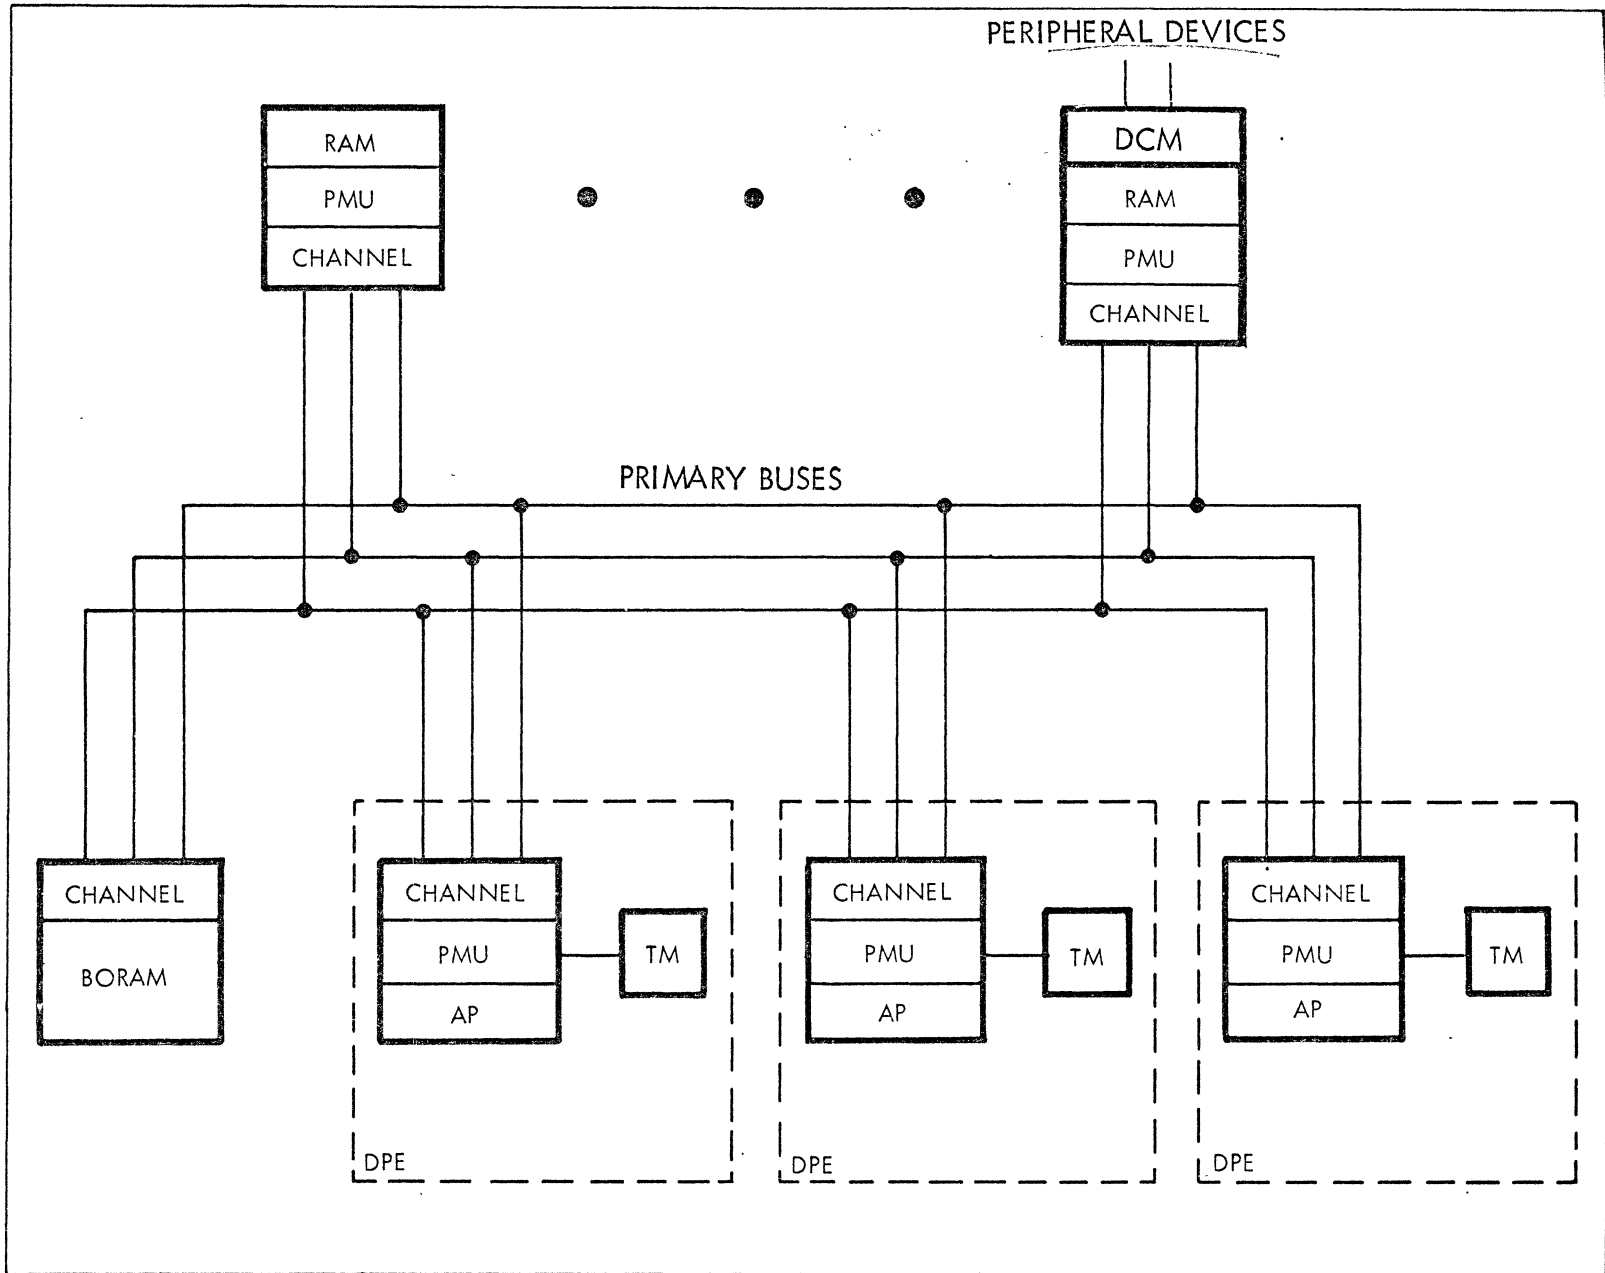 PERIPHERAL DEVICES
RAM
PMU
CHANNEL
DCM
RAM
PMU
CHANNEL
PRIMARY BUSES
CHANNEL
BORAM
CHANNEL
PMU
AP
TM
DPE
CHANNEL
PMU
AP
TM
DPE
CHANNEL
PMU
AP
TM
DPE